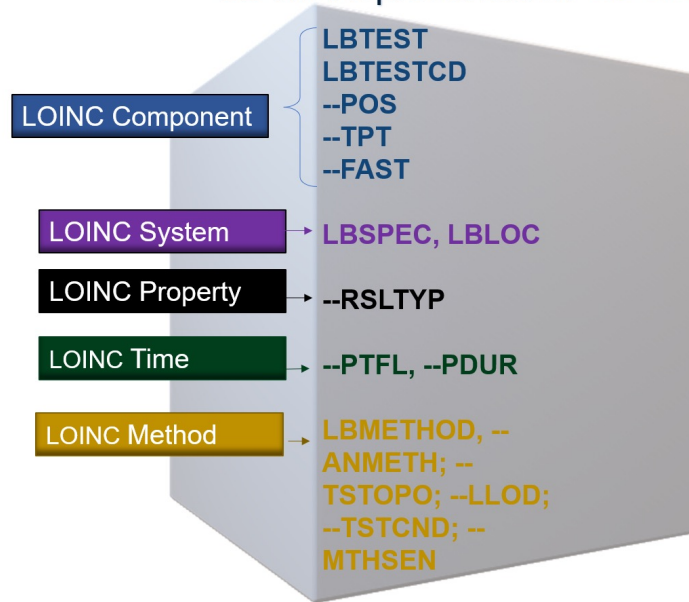 LBTEST
LBTESTCD
LOINC Component
--POS
--TPT
--FAST
LOINC System
LBSPEC, LBLOC
LOINC Property
--RSLTYP
LOINC Time
--PTFL, --PDUR
LOINC Method
LBMETHOD, --
ANMETH; --
TSTOPO; --LLOD;
--TSTCND; --
MTHSEN